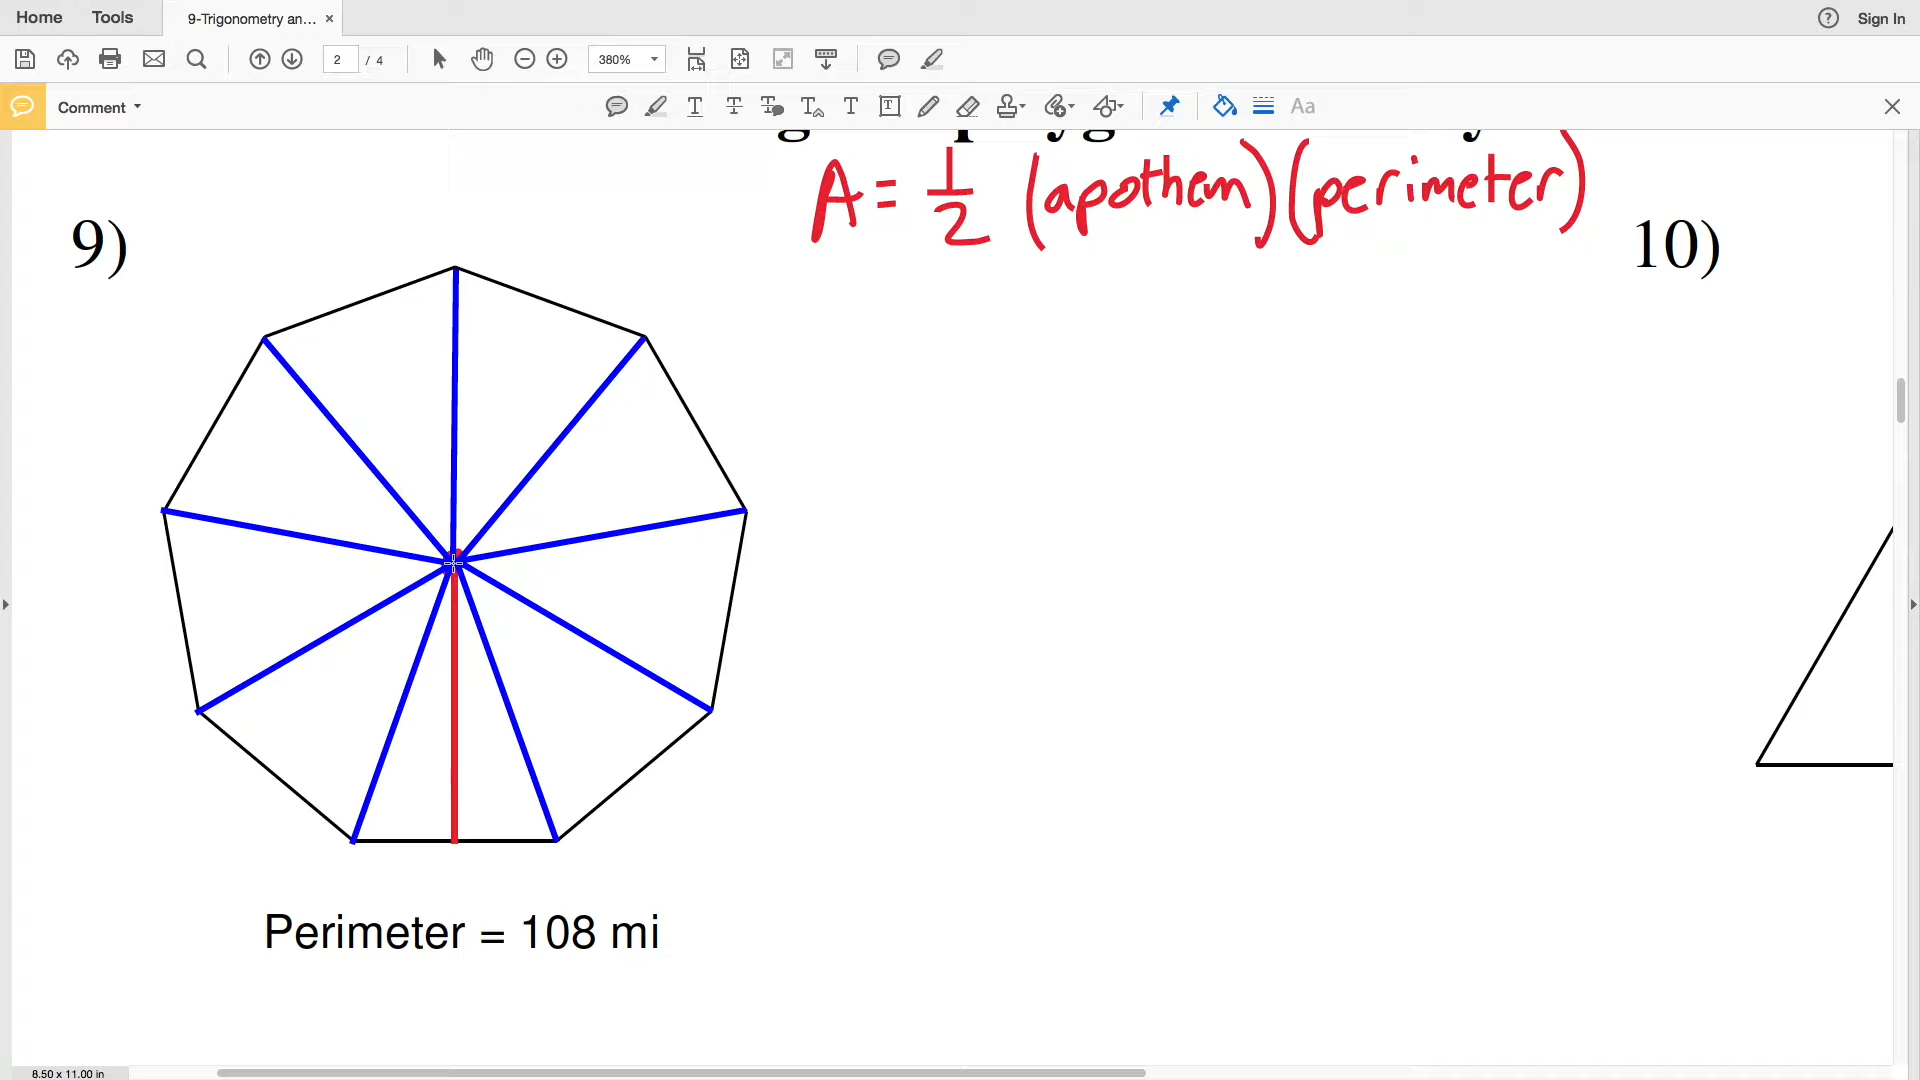 Home Tools 9-Trigonometry an... × ? Sign In
2 / 4 380%
Comment T T T T T T Aa
A = 1/2 (apothem)(perimeter)
9)
10)
Perimeter = 108 mi
8.50 x 11.00 in